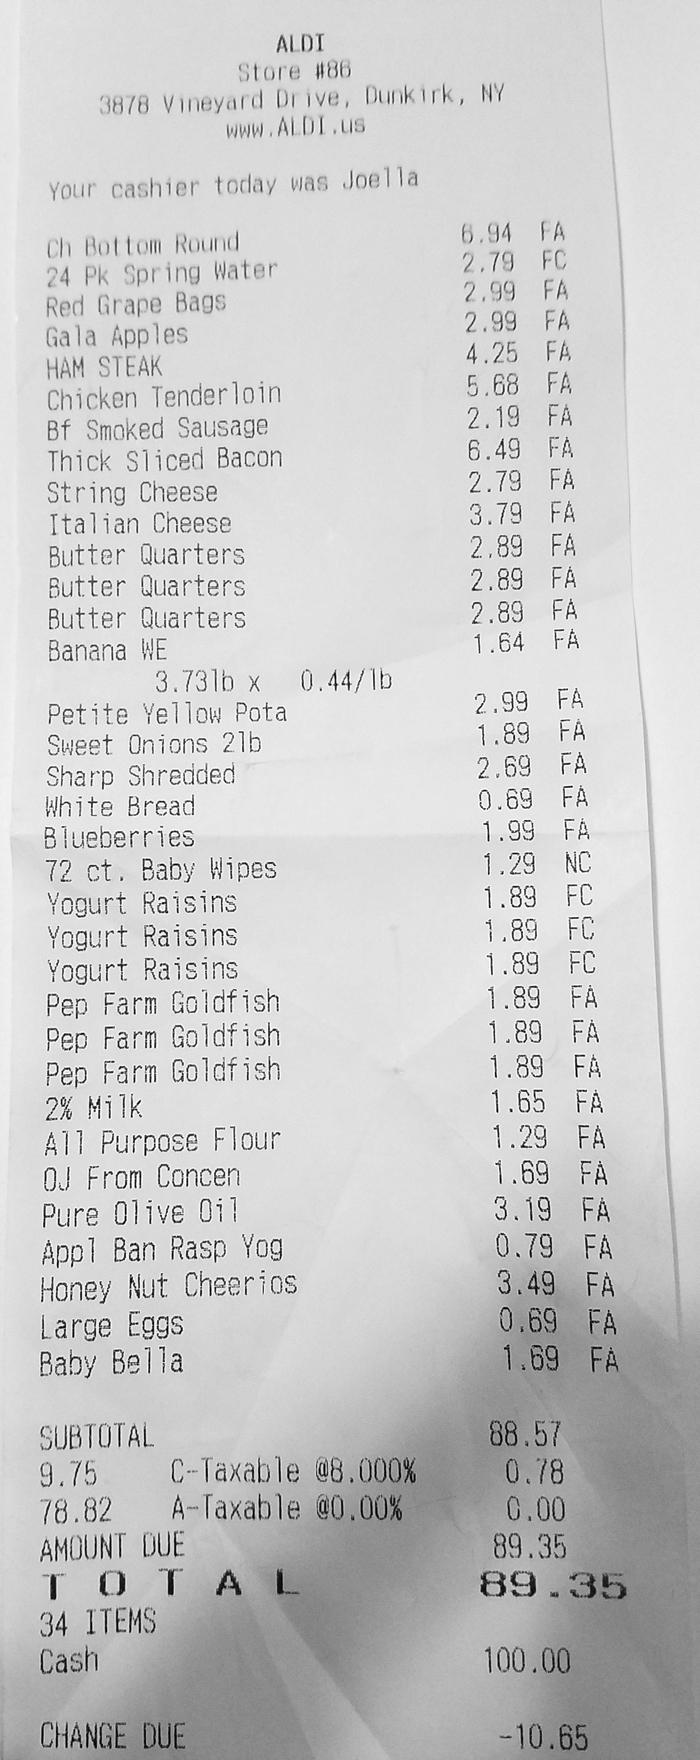 ALDI
Store #86
3878 Vineyard Drive, Dunkirk, NY
www.ALDI.us
Your cashier today was Joella
Ch Bottom Round 6.94 FA
24 Pk Spring Water 2.79 FC
Red Grape Bags 2.99 FA
Gala Apples 2.99 FA
HAM STEAK 4.25 FA
Chicken Tenderloin 5.68 FA
Bf Smoked Sausage 2.19 FA
Thick Sliced Bacon 6.49 FA
String Cheese 2.79 FA
Italian Cheese 3.79 FA
Butter Quarters 2.89 FA
Butter Quarters 2.89 FA
Butter Quarters 2.89 FA
Banana WE 1.64 FA
3.73lb x 0.44/lb
Petite Yellow Pota 2.99 FA
Sweet Onions 2lb 1.89 FA
Sharp Shredded 2.69 FA
White Bread 0.69 FA
Blueberries 1.99 FA
72 ct. Baby Wipes 1.29 NC
Yogurt Raisins 1.89 FC
Yogurt Raisins 1.89 FC
Yogurt Raisins 1.89 FC
Pep Farm Goldfish 1.89 FA
Pep Farm Goldfish 1.89 FA
Pep Farm Goldfish 1.89 FA
2% Milk 1.65 FA
All Purpose Flour 1.29 FA
OJ From Concen 1.69 FA
Pure Olive Oil 3.19 FA
Appl Ban Rasp Yog 0.79 FA
Honey Nut Cheerios 3.49 FA
Large Eggs 0.69 FA
Baby Bella 1.69 FA
SUBTOTAL 88.57
9.75 C-Taxable @8.000% 0.78
78.82 A-Taxable @0.00% 0.00
AMOUNT DUE 89.35
TOTAL 89.35
34 ITEMS
Cash 100.00
CHANGE DUE -10.65